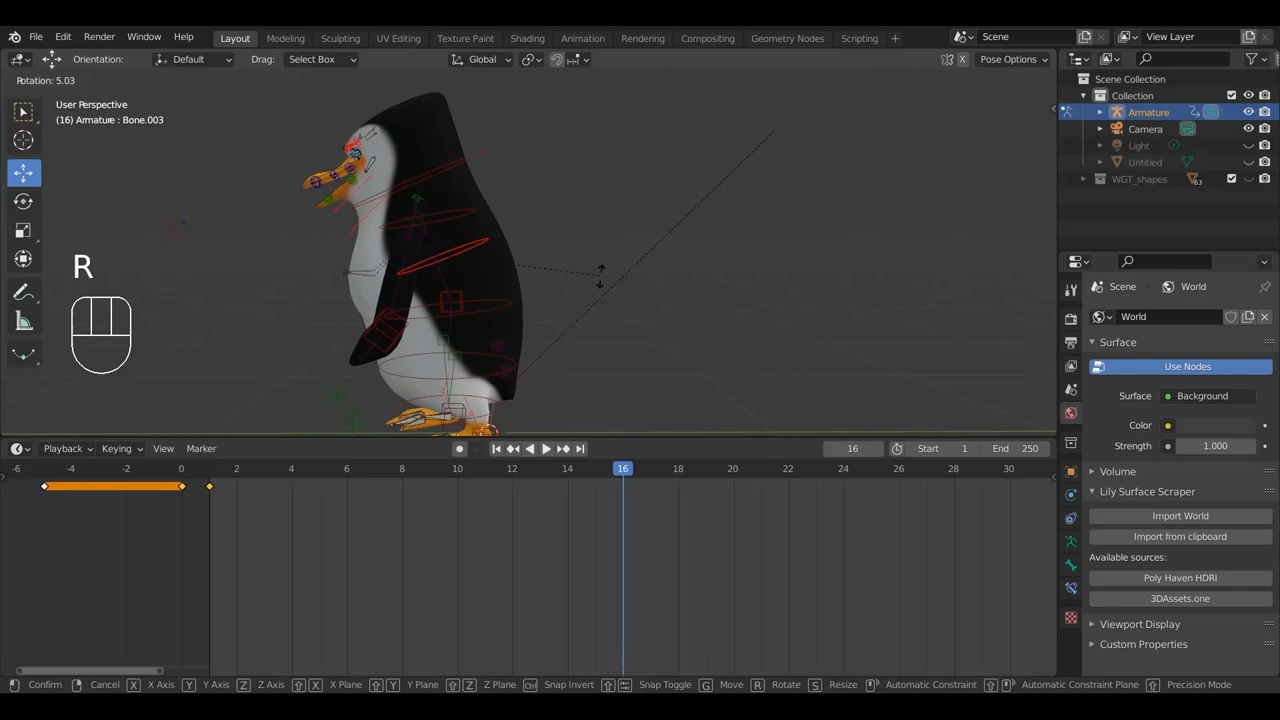 File Edit Render Window Help Layout Modeling Sculpting UV Editing Texture Paint Shading Animation Rendering Compositing Geometry Nodes Scripting + Scene View Layer
Orientation: Default Drag: Select Box Global X Pose Options
Rotation: 5.03
User Perspective
(16) Armature : Bone.003
R
Scene Collection
Collection
Armature
Camera
Light
Untitled
WGT_shapes 63
Scene World
World
Surface
Use Nodes
Surface Background
Color
Strength 1.000
Volume
Lily Surface Scraper
Import World
Import from clipboard
Available sources:
Poly Haven HDRI
3DAssets.one
Viewport Display
Custom Properties
Playback Keying View Marker 16 Start 1 End 250
-6 -4 -2 0 2 4 6 8 10 12 14 16 18 20 22 24 26 28 30
Confirm Cancel X X Axis Y Y Axis Z Z Axis X X Plane Y Y Plane Z Z Plane Ctrl Snap Invert Snap Toggle G Move R Rotate S Resize Automatic Constraint Automatic Constraint Plane Precision Mode